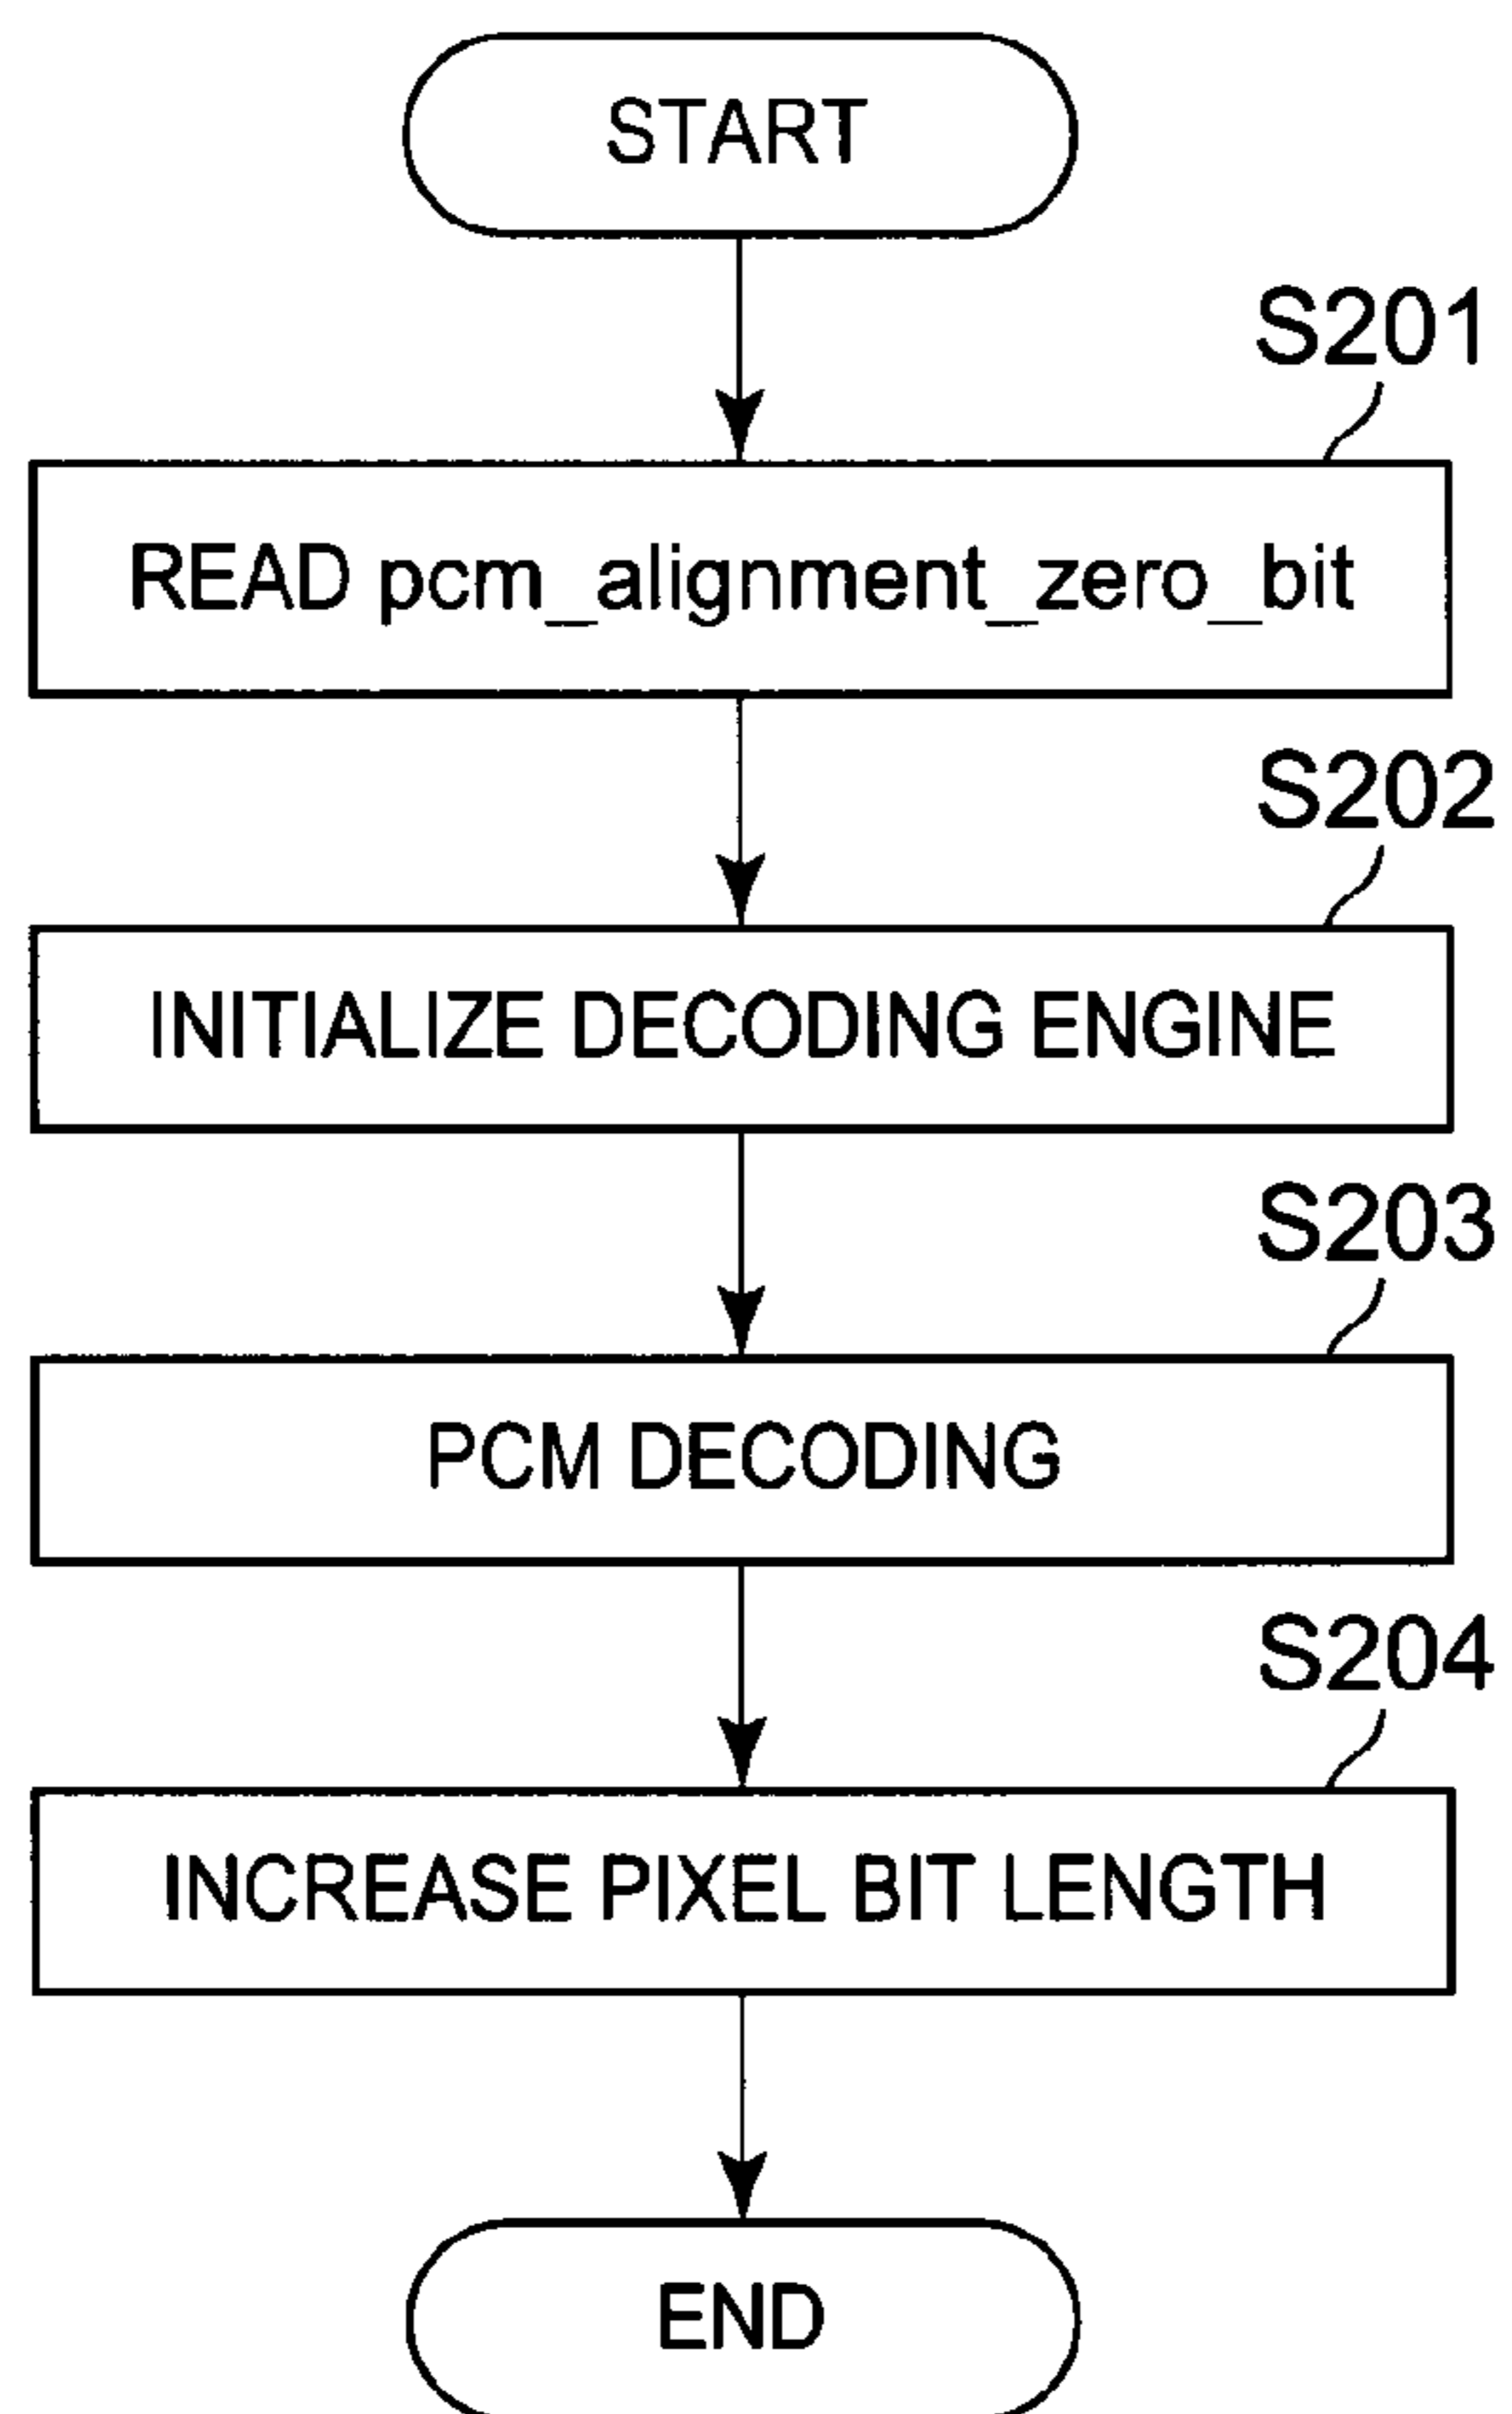 START
S201
READ pcm_alignment_zero_bit
S202
INITIALIZE DECODING ENGINE
S203
PCM DECODING
S204
INCREASE PIXEL BIT LENGTH
END